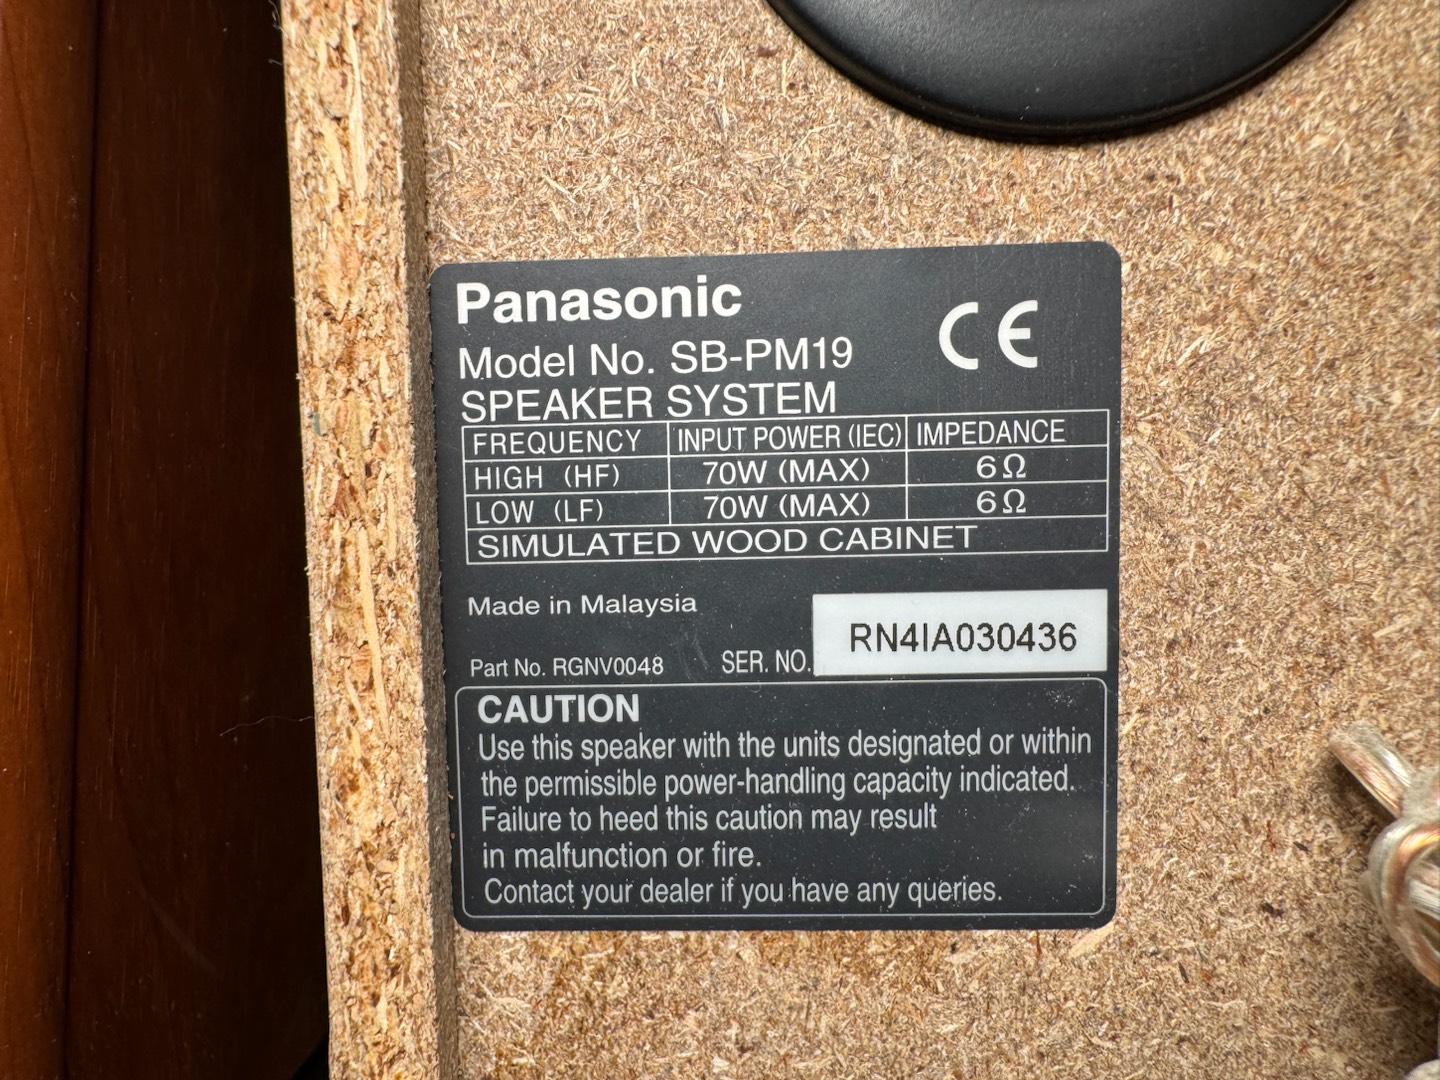 Panasonic
CE
Model No. SB-PM19
SPEAKER SYSTEM
FREQUENCY INPUT POWER (IEC) IMPEDANCE
HIGH (HF) 70W (MAX) 6Ω
LOW (LF) 70W (MAX) 6Ω
SIMULATED WOOD CABINET
Made in Malaysia
Part No. RGNV0048 SER. NO. RN4IA030436
CAUTION
Use this speaker with the units designated or within
the permissible power-handling capacity indicated.
Failure to heed this caution may result
in malfunction or fire.
Contact your dealer if you have any queries.